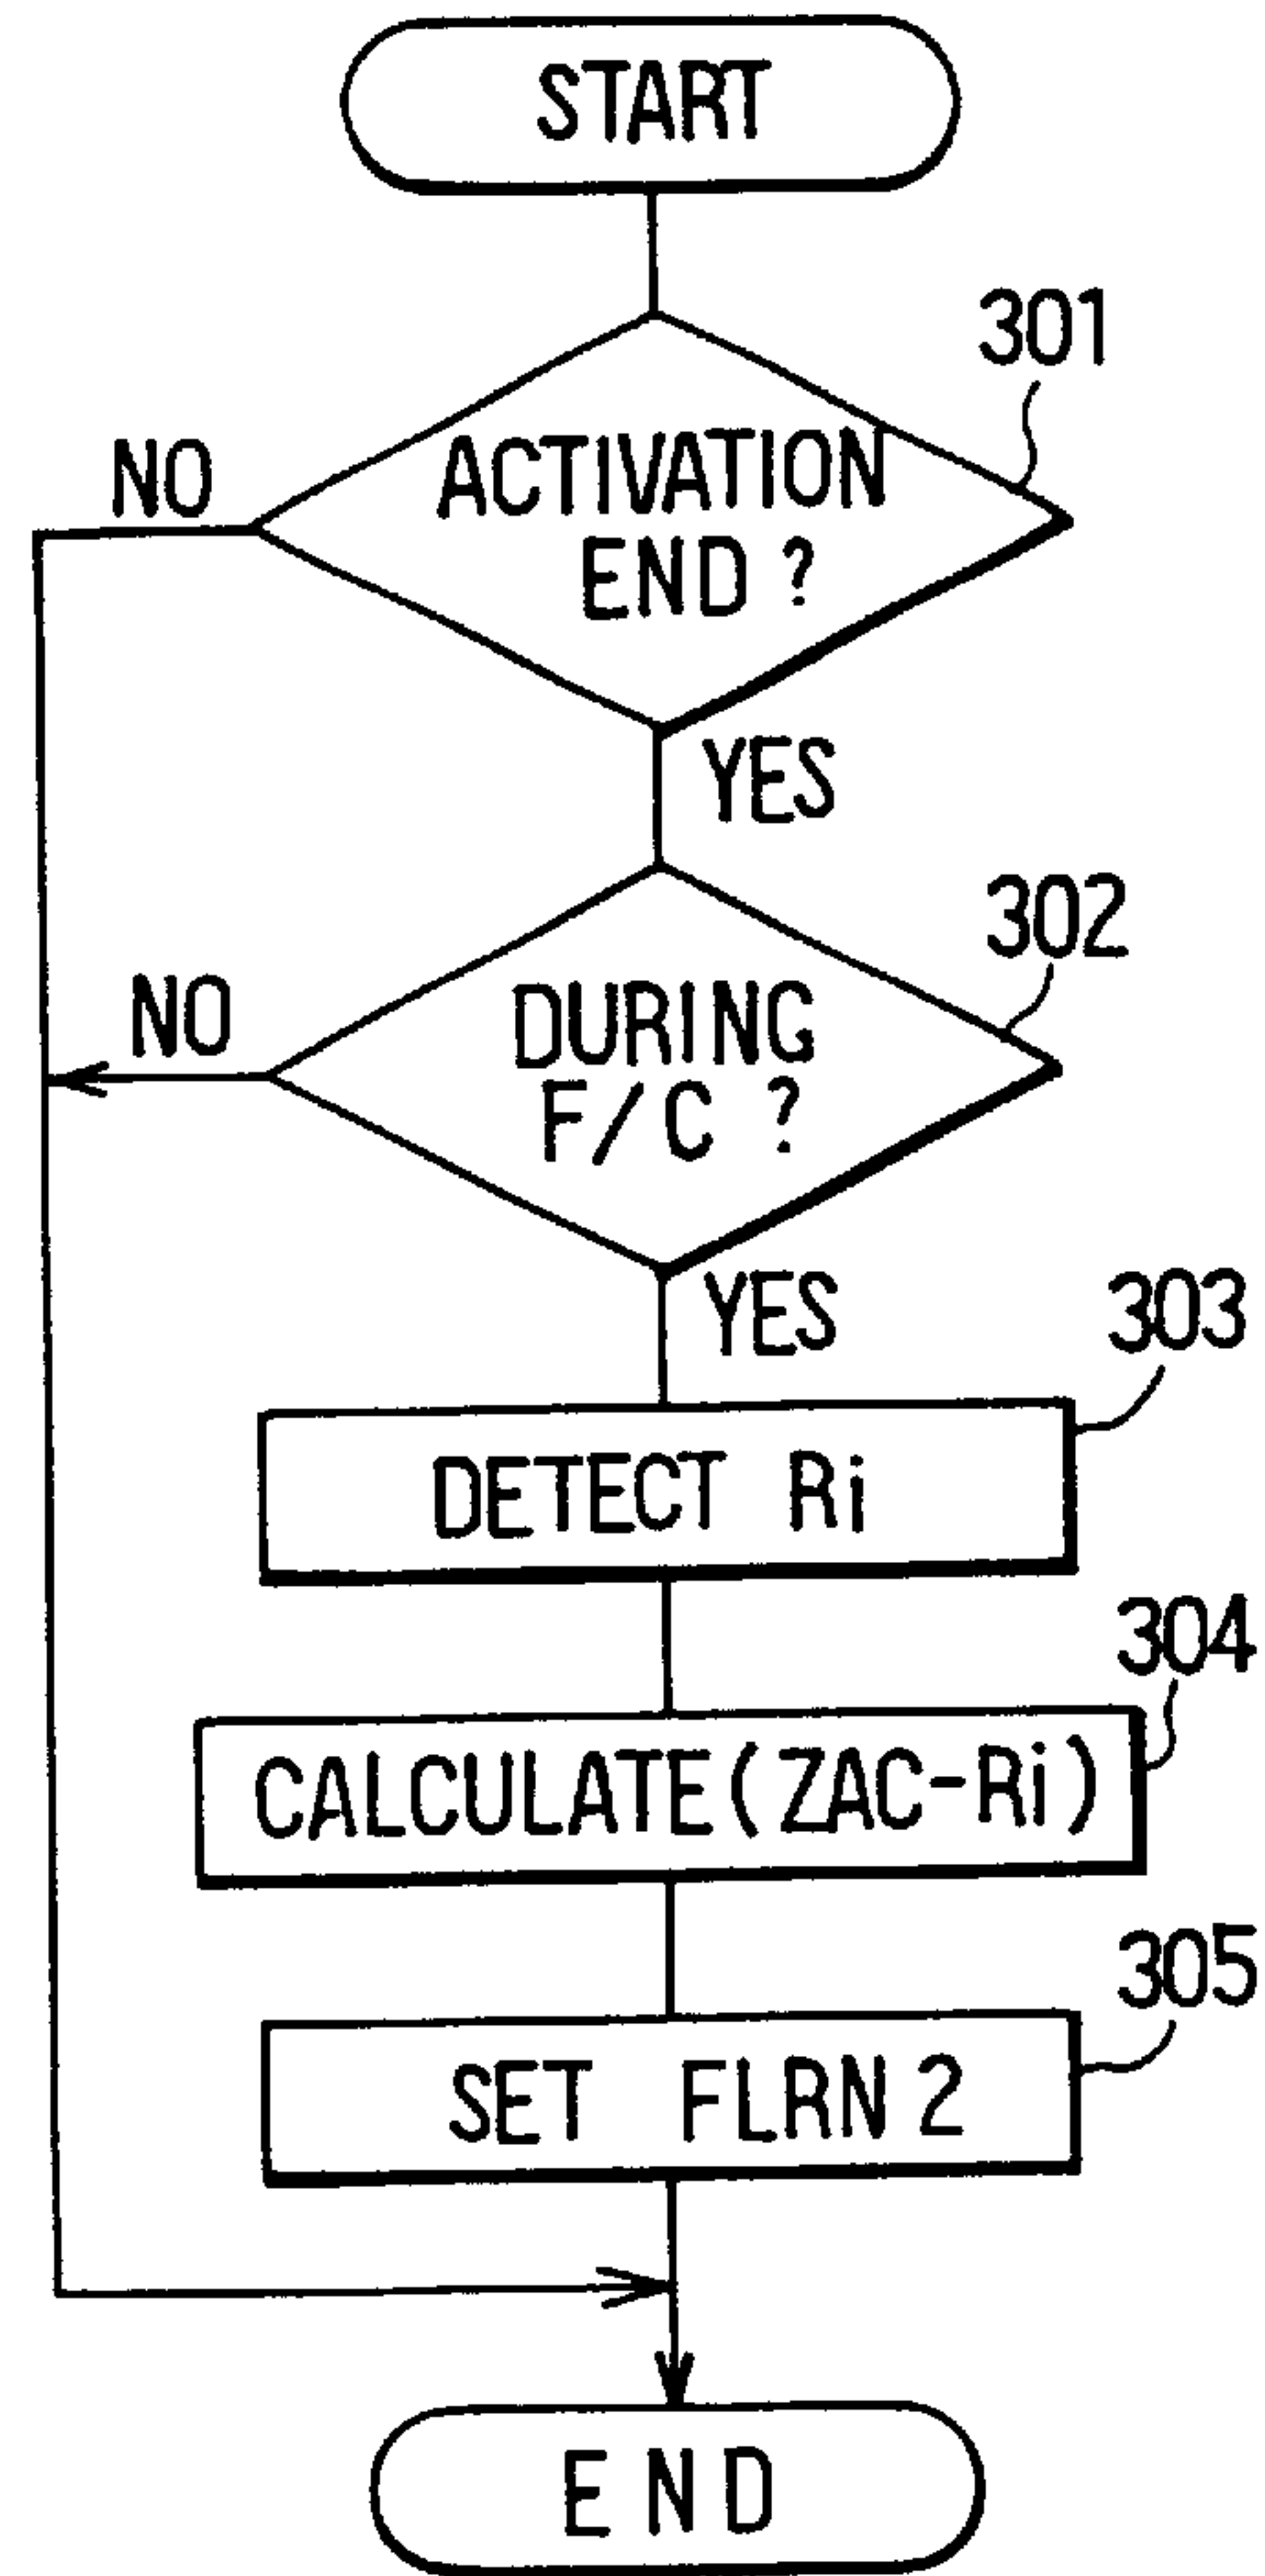 START
301
ACTIVATION
END ?
NO
YES
302
DURING
F/C ?
NO
YES
303
DETECT Ri
304
CALCULATE(ZAC-Ri)
305
SET FLRN 2
END